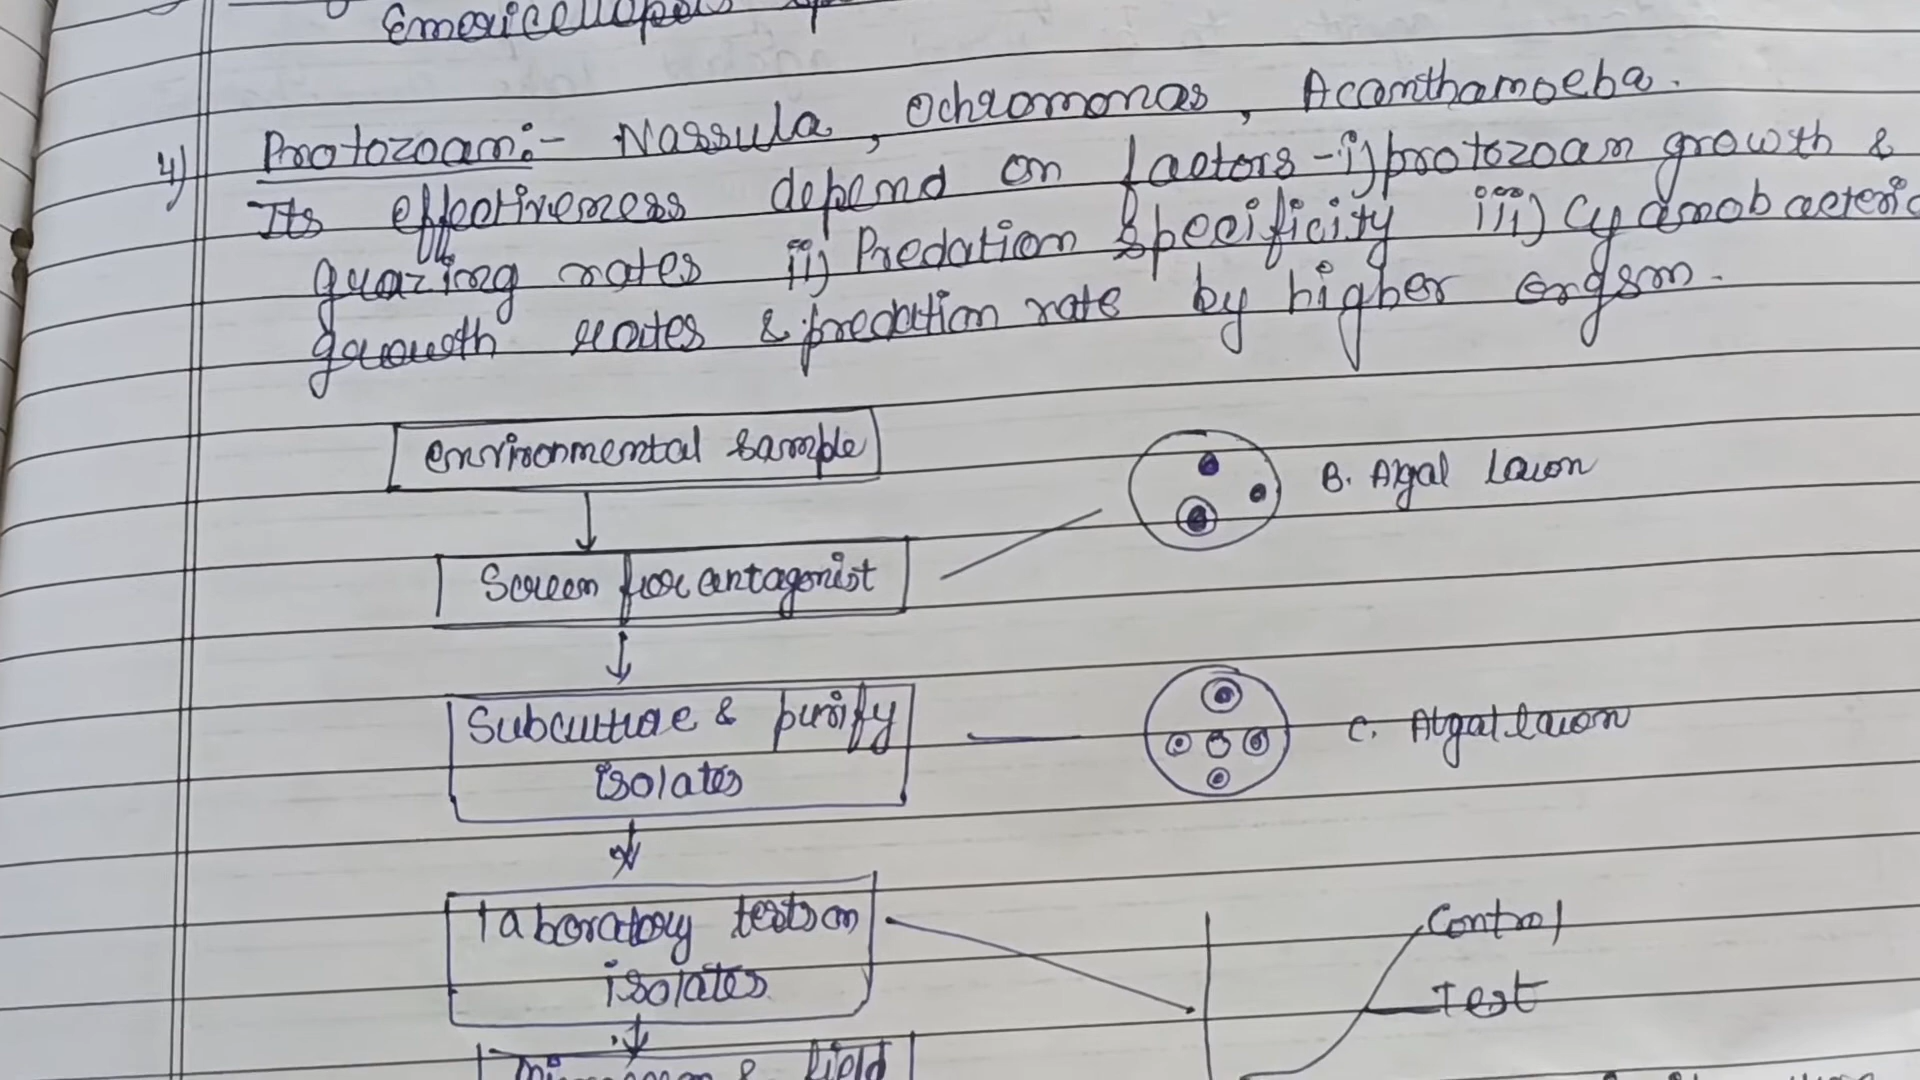 4) Protozoan:- Nassula, Ochromonas, Acanthamoeba.
Its effectiveness depend on factors - i) protozoan growth &
grazing rates ii) Predation specificity iii) Cyanobacteria
growth rates & predation rate by higher orgsm.
environmental sample
B. Algal Lawn
Screen for antagonist
Subculture & purify
isolates
C. Algal lawn
laboratory tests on
isolates
Control
Test
& field